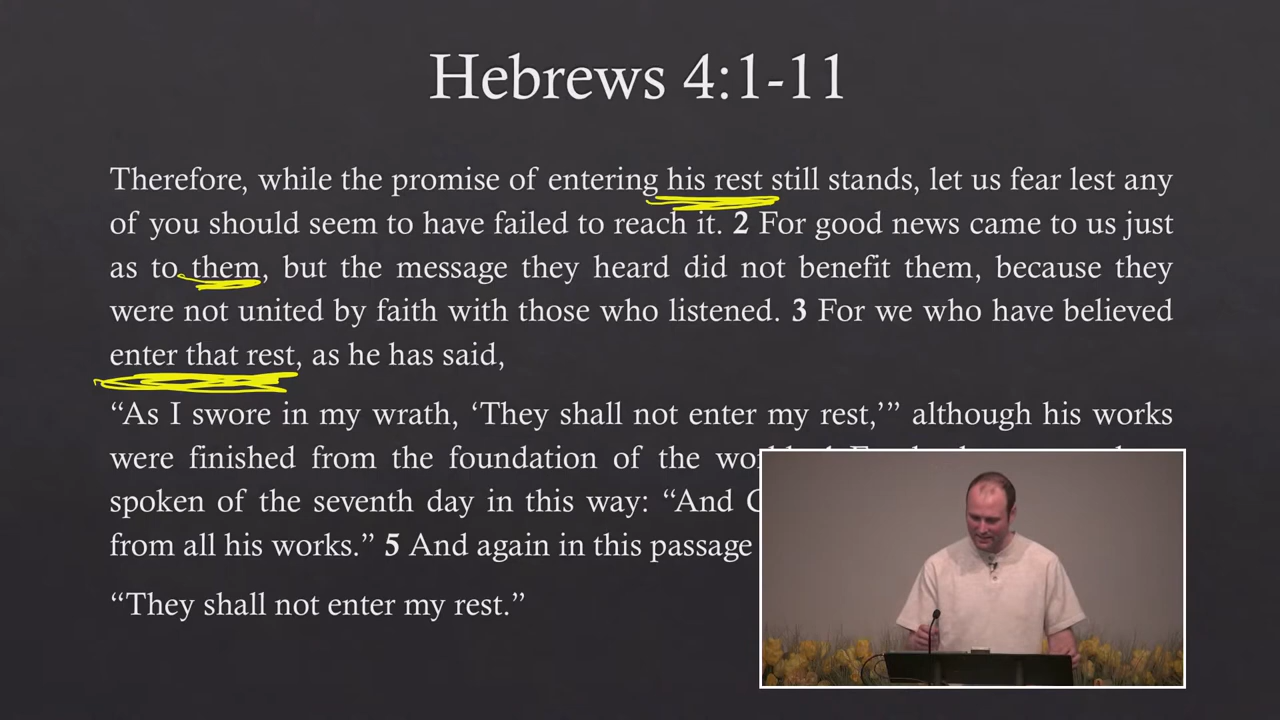 Hebrews 4:1-11
Therefore, while the promise of entering his rest still stands, let us fear lest any
of you should seem to have failed to reach it. 2 For good news came to us just
as to them, but the message they heard did not benefit them, because they
were not united by faith with those who listened. 3 For we who have believed
enter that rest, as he has said,
“As I swore in my wrath, ‘They shall not enter my rest,’” although his works
were finished from the foundation of the
spoken of the seventh day in this way: “And
from all his works.” 5 And again in this passage
“They shall not enter my rest.”